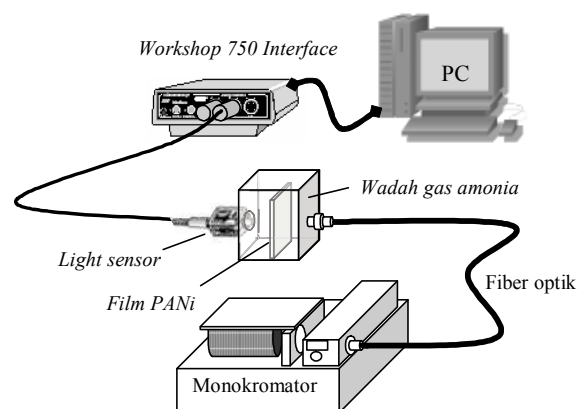 Workshop 750 Interface
PC
Wadah gas amonia
Light sensor
Film PANi
Fiber optik
Monokromator